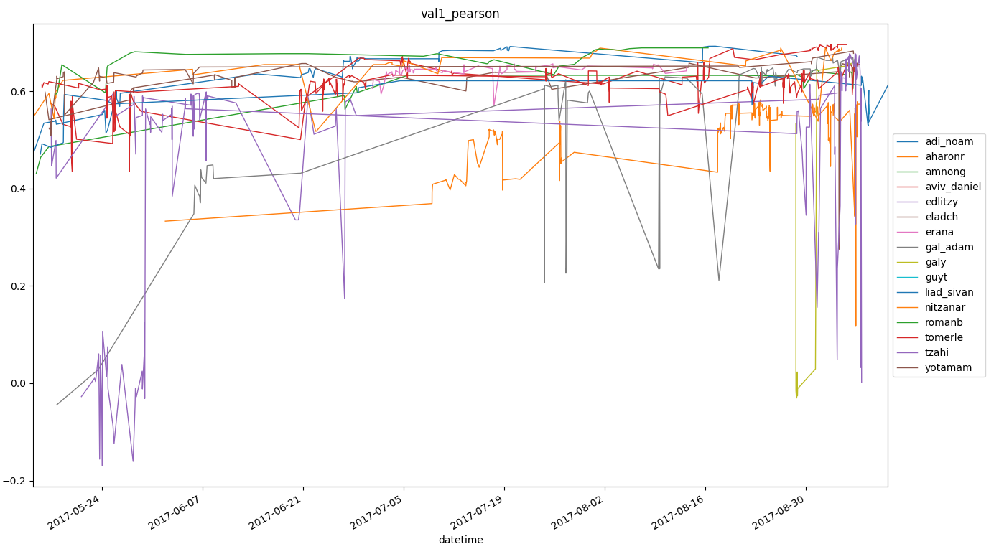 val1_pearson
0.6
0.4
0.2
0.0
−0.2
2017-05-24
2017-06-07
2017-06-21
2017-07-05
2017-07-19
2017-08-02
2017-08-16
2017-08-30
datetime
adi_noam
aharonr
amnong
aviv_daniel
edlitzy
eladch
erana
gal_adam
galy
guyt
liad_sivan
nitzanar
romanb
tomerle
tzahi
yotamam